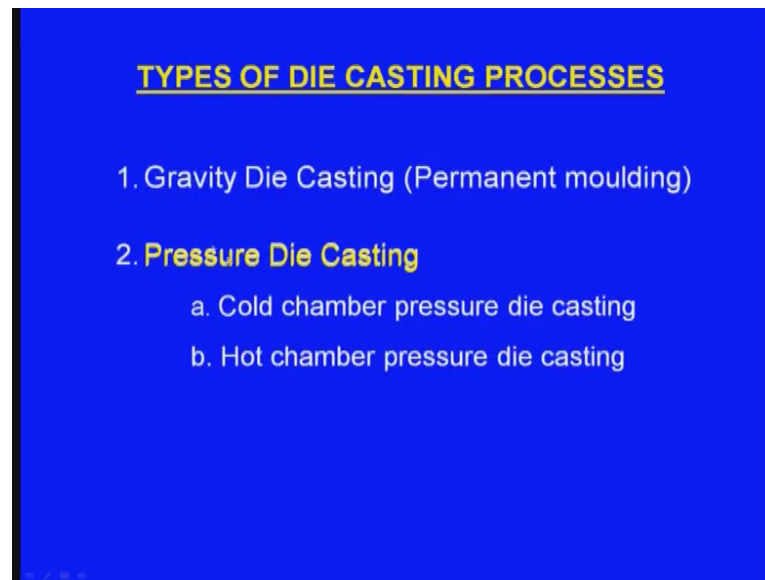 TYPES OF DIE CASTING PROCESSES
1. Gravity Die Casting (Permanent moulding)
2. Pressure Die Casting
a. Cold chamber pressure die casting
b. Hot chamber pressure die casting